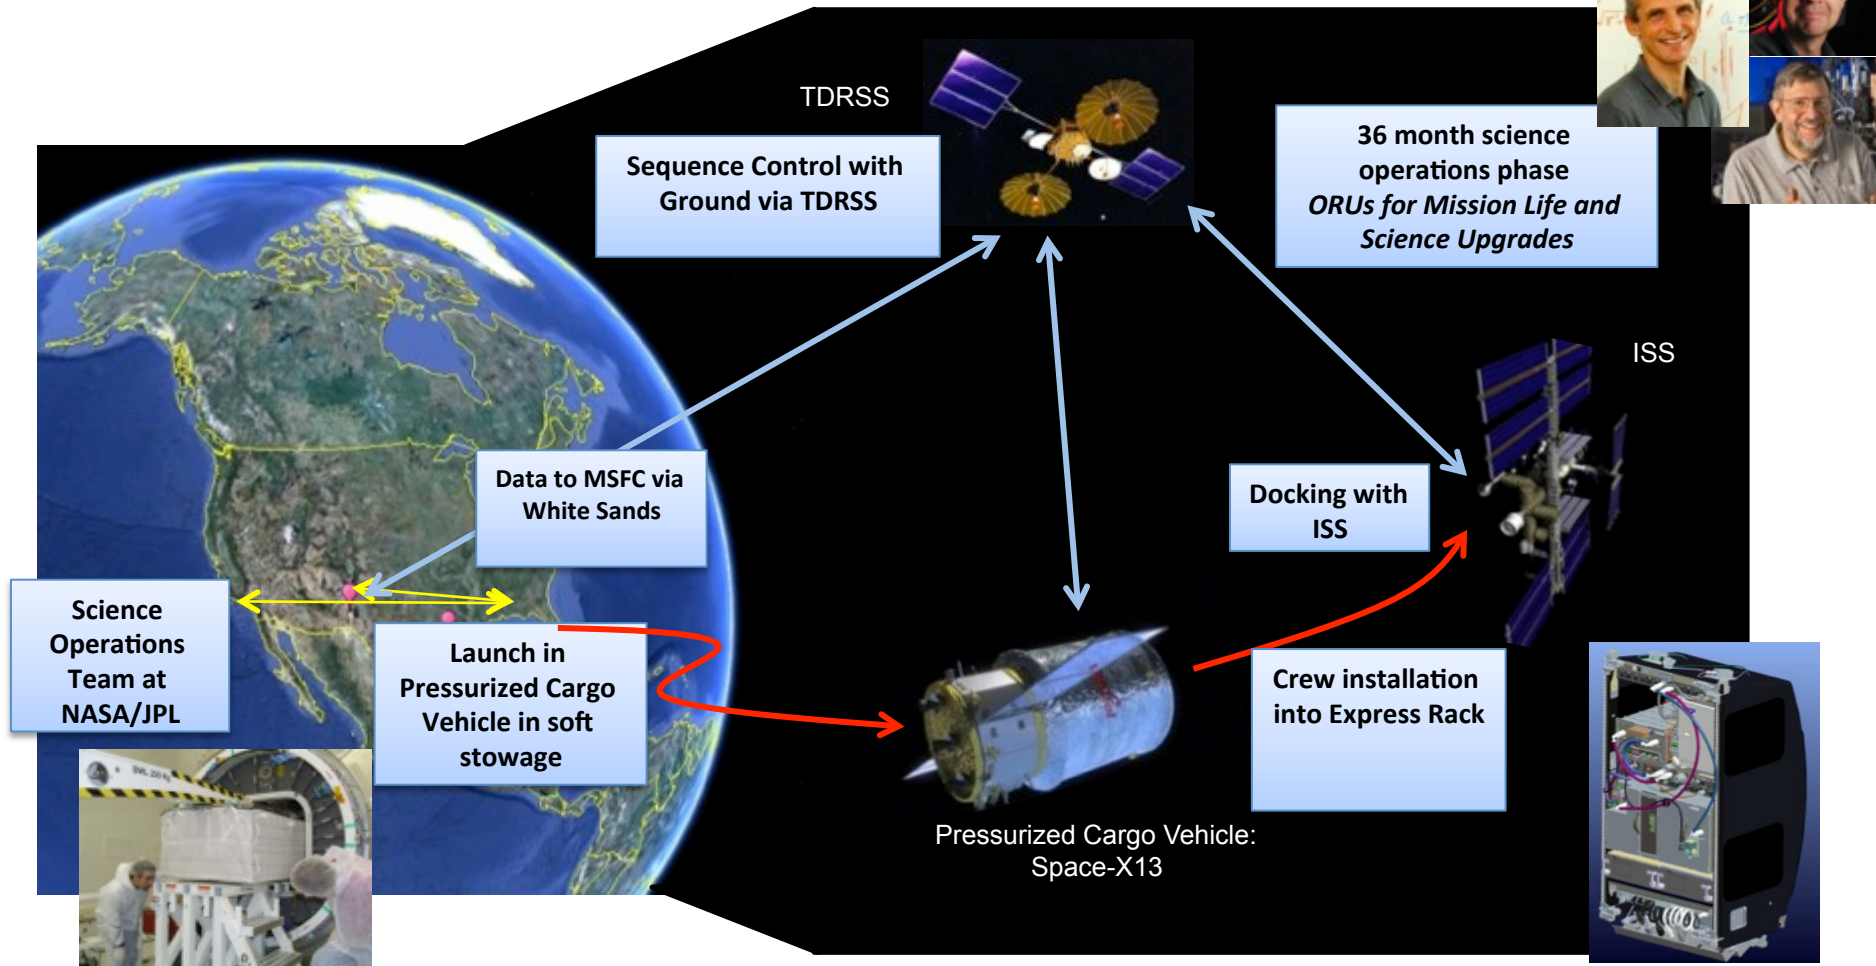 TDRSS
Sequence Control with
Ground via TDRSS
36 month science
operations phase
ORUs for Mission Life and
Science Upgrades
ISS
Data to MSFC via
White Sands
Docking with
ISS
Science
Operations
Team at
NASA/JPL
Launch in
Pressurized Cargo
Vehicle in soft
stowage
Crew installation
into Express Rack
Pressurized Cargo Vehicle:
Space-X13